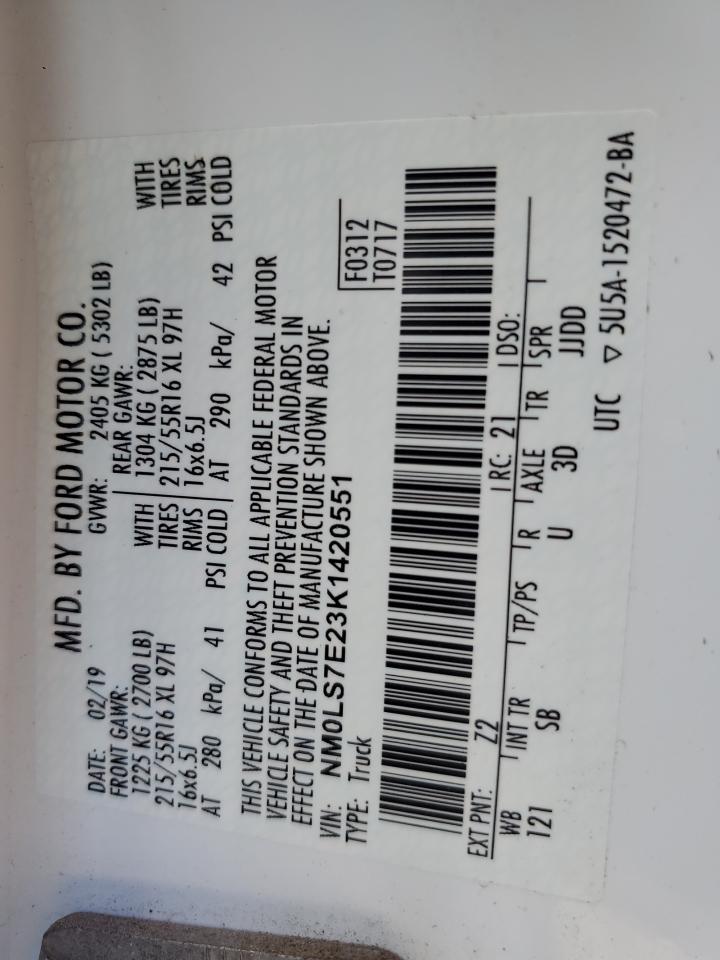 MFD. BY FORD MOTOR CO.
DATE: 02/19 GVWR: 2405 KG ( 5302 LB)
FRONT GAWR: REAR GAWR:
1225 KG ( 2700 LB) WITH 1304 KG ( 2875 LB) WITH
215/55R16 XL 97H TIRES 215/55R16 XL 97H TIRES
16x6.5J RIMS 16x6.5J RIMS
AT 280 kPa/ 41 PSI COLD AT 290 kPa/ 42 PSI COLD
THIS VEHICLE CONFORMS TO ALL APPLICABLE FEDERAL MOTOR
VEHICLE SAFETY AND THEFT PREVENTION STANDARDS IN
EFFECT ON THE DATE OF MANUFACTURE SHOWN ABOVE.
VIN: NM0LS7E23K1420551 F0312
TYPE: Truck T0717
EXT PNT: Z2 RC: 21 DSO:
WB INT TR TP/PS R AXLE TR SPR
121 SB U 3D JJDD
UTC ▽ 5U5A-1520472-BA